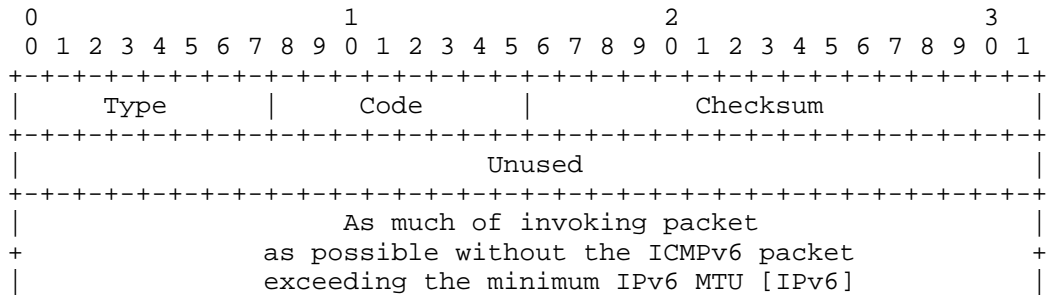 0                   1                   2                   3
 0 1 2 3 4 5 6 7 8 9 0 1 2 3 4 5 6 7 8 9 0 1 2 3 4 5 6 7 8 9 0 1
+-+-+-+-+-+-+-+-+-+-+-+-+-+-+-+-+-+-+-+-+-+-+-+-+-+-+-+-+-+-+-+-+
|     Type      |     Code      |          Checksum             |
+-+-+-+-+-+-+-+-+-+-+-+-+-+-+-+-+-+-+-+-+-+-+-+-+-+-+-+-+-+-+-+-+
|                             Unused                            |
+-+-+-+-+-+-+-+-+-+-+-+-+-+-+-+-+-+-+-+-+-+-+-+-+-+-+-+-+-+-+-+-+
|                    As much of invoking packet                 |
+               as possible without the ICMPv6 packet           +
|               exceeding the minimum IPv6 MTU [IPv6]           |